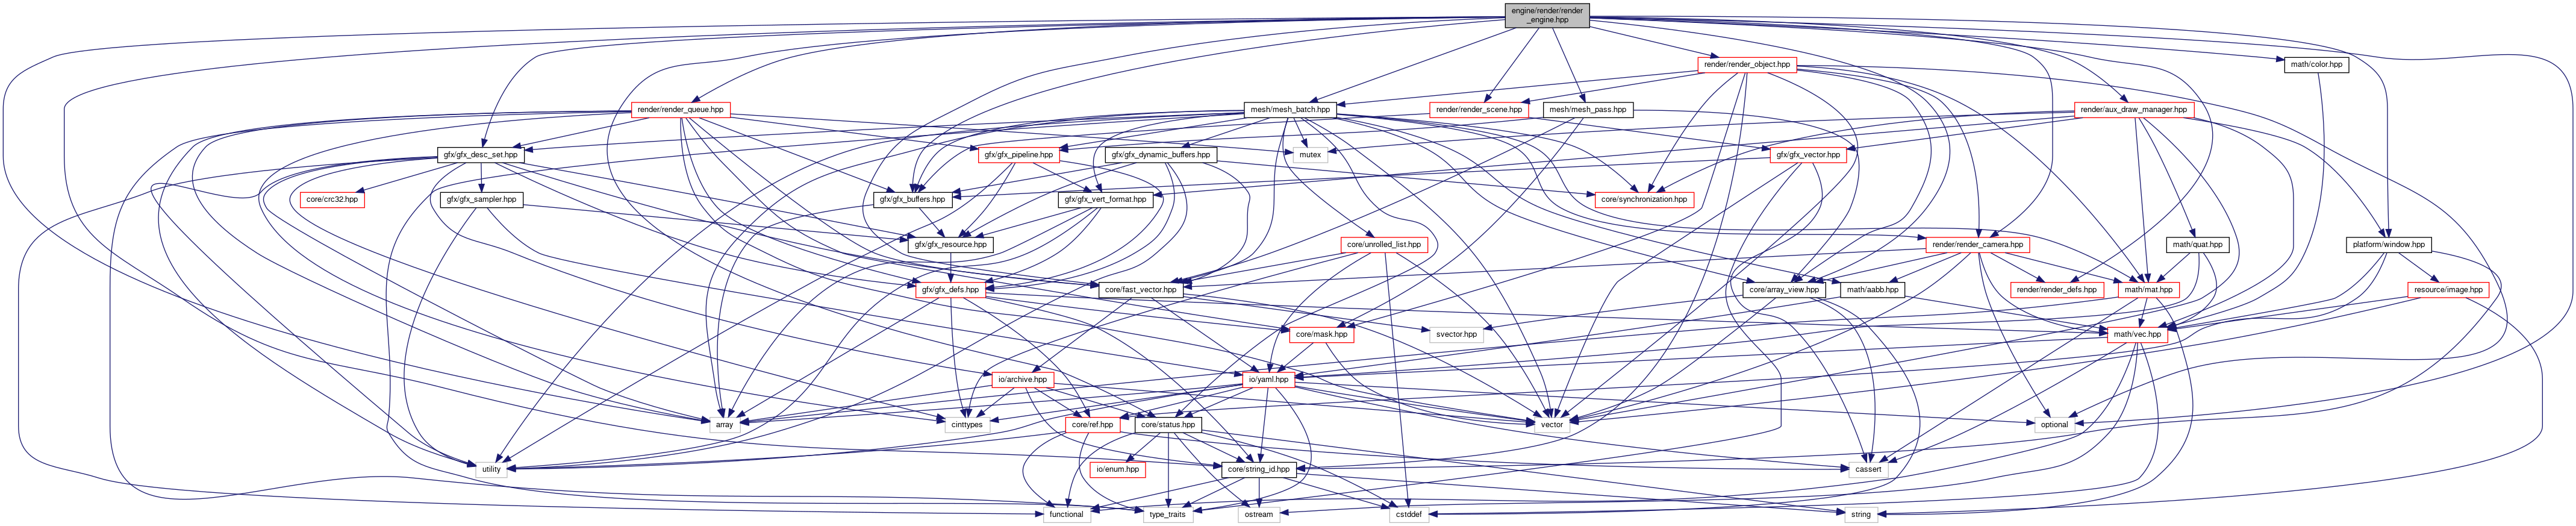 engine/render/render
_engine.hpp
render/render_object.hpp
math/color.hpp
render/render_queue.hpp
mesh/mesh_batch.hpp
render/render_scene.hpp
mesh/mesh_pass.hpp
render/aux_draw_manager.hpp
gfx/gfx_desc_set.hpp
gfx/gfx_pipeline.hpp
gfx/gfx_dynamic_buffers.hpp
mutex
gfx/gfx_vector.hpp
core/crc32.hpp
gfx/gfx_sampler.hpp
gfx/gfx_buffers.hpp
gfx/gfx_vert_format.hpp
core/synchronization.hpp
gfx/gfx_resource.hpp
core/unrolled_list.hpp
render/render_camera.hpp
math/quat.hpp
platform/window.hpp
gfx/gfx_defs.hpp
core/fast_vector.hpp
core/array_view.hpp
math/aabb.hpp
render/render_defs.hpp
math/mat.hpp
resource/image.hpp
core/mask.hpp
svector.hpp
math/vec.hpp
io/archive.hpp
io/yaml.hpp
array
cinttypes
core/ref.hpp
core/status.hpp
vector
optional
utility
io/enum.hpp
core/string_id.hpp
cassert
functional
type_traits
ostream
cstddef
string